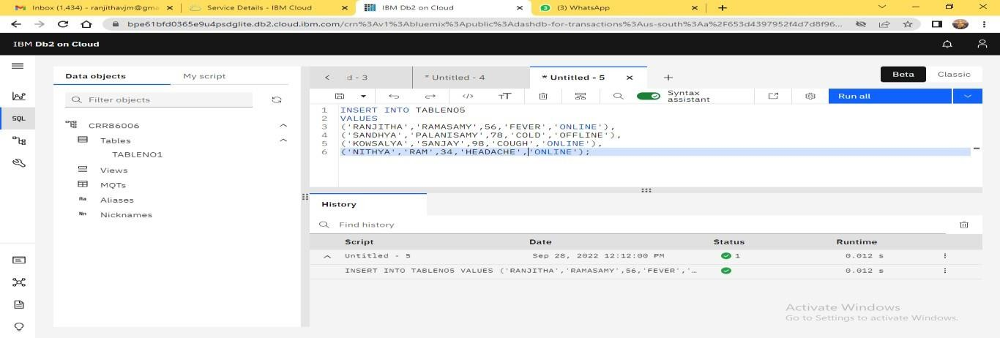 Inbox (1,434) - ranjithavjm@gma
Service Details - IBM Cloud
IBM Db2 on Cloud
3 (3) WhatsApp
bpe61bfd0365e9u4psdglite.db2.cloud.ibm.com/crn%3Av1%3Abluemix%3Apublic%3Adashdb-for-transactions%3Aus-south%3Aa%2F653d4397952f4d7d8f96...
IBM Db2 on Cloud
SQL
Data objects
My script
Filter objects
CRR86006
Tables
TABLENO1
Views
MQTs
Aliases
Nicknames
d - 3
* Untitled - 4
* Untitled - 5
Beta
Classic
Syntax assistant
Run all
1 INSERT INTO TABLENO5
2 VALUES
3 ('RANJITHA','RAMASAMY',56,'FEVER','ONLINE'),
4 ('SANDHYA','PALANISAMY',78,'COLD','OFFLINE'),
5 ('KOWSALYA','SANJAY',98,'COUGH','ONLINE'),
6 ('NITHYA','RAM',34,'HEADACHE','ONLINE');
History
Find history
Script Date Status Runtime
Untitled - 5 Sep 28, 2022 12:12:00 PM 1 0.012 s
INSERT INTO TABLENO5 VALUES ('RANJITHA','RAMASAMY',56,'FEVER','... 0.012 s
Activate Windows
Go to Settings to activate Windows.